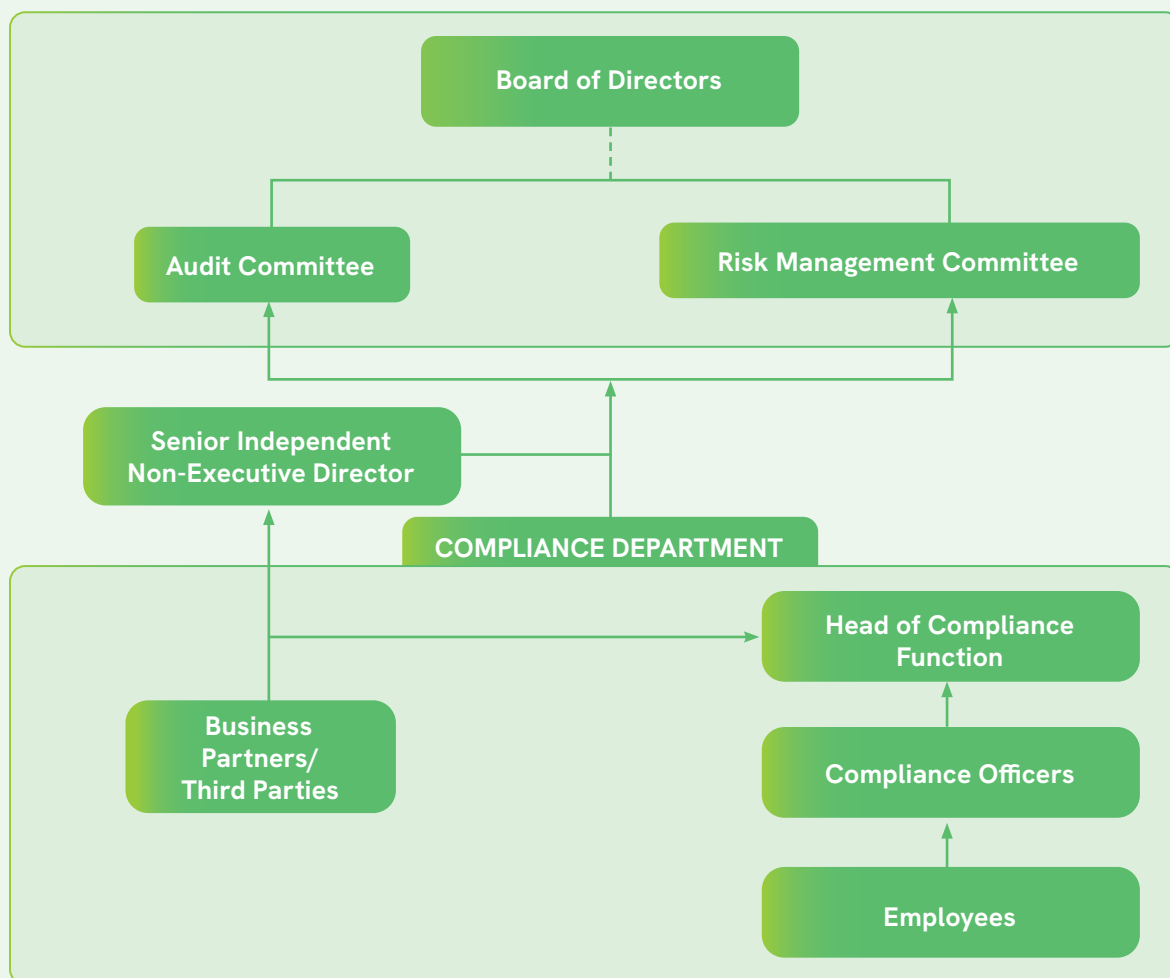 Board of Directors
Audit Committee
Risk Management Committee
Senior Independent
Non-Executive Director
COMPLIANCE DEPARTMENT
Head of Compliance
Function
Business
Partners/
Third Parties
Compliance Officers
Employees